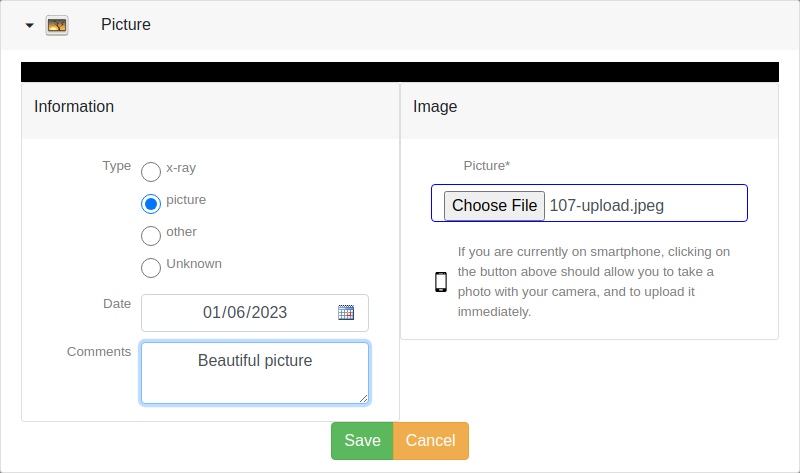 Picture
Information
Type
x-ray
picture
other
Unknown
Date
01/06/2023
Comments
Beautiful picture
Image
Picture*
Choose File 107-upload.jpeg
If you are currently on smartphone, clicking on
the button above should allow you to take a
photo with your camera, and to upload it
immediately.
Save
Cancel